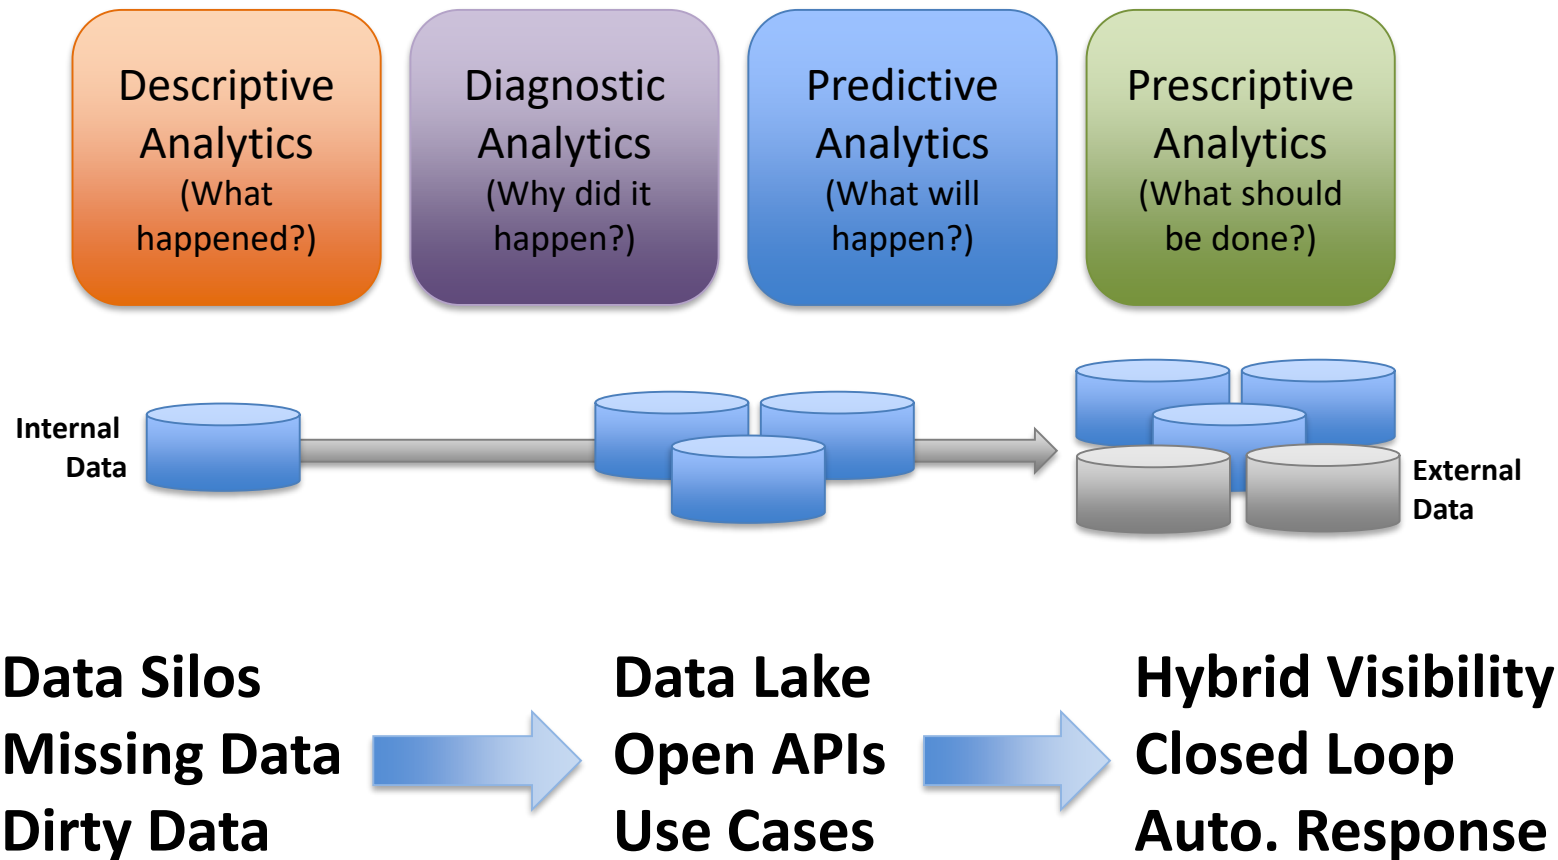 Descriptive
Analytics
(What
happened?)
Diagnostic
Analytics
(Why did it
happen?)
Predictive
Analytics
(What will
happen?)
Prescriptive
Analytics
(What should
be done?)
Internal
Data
External
Data
Data Silos
Missing Data
Dirty Data
Data Lake
Open APIs
Use Cases
Hybrid Visibility
Closed Loop
Auto. Response